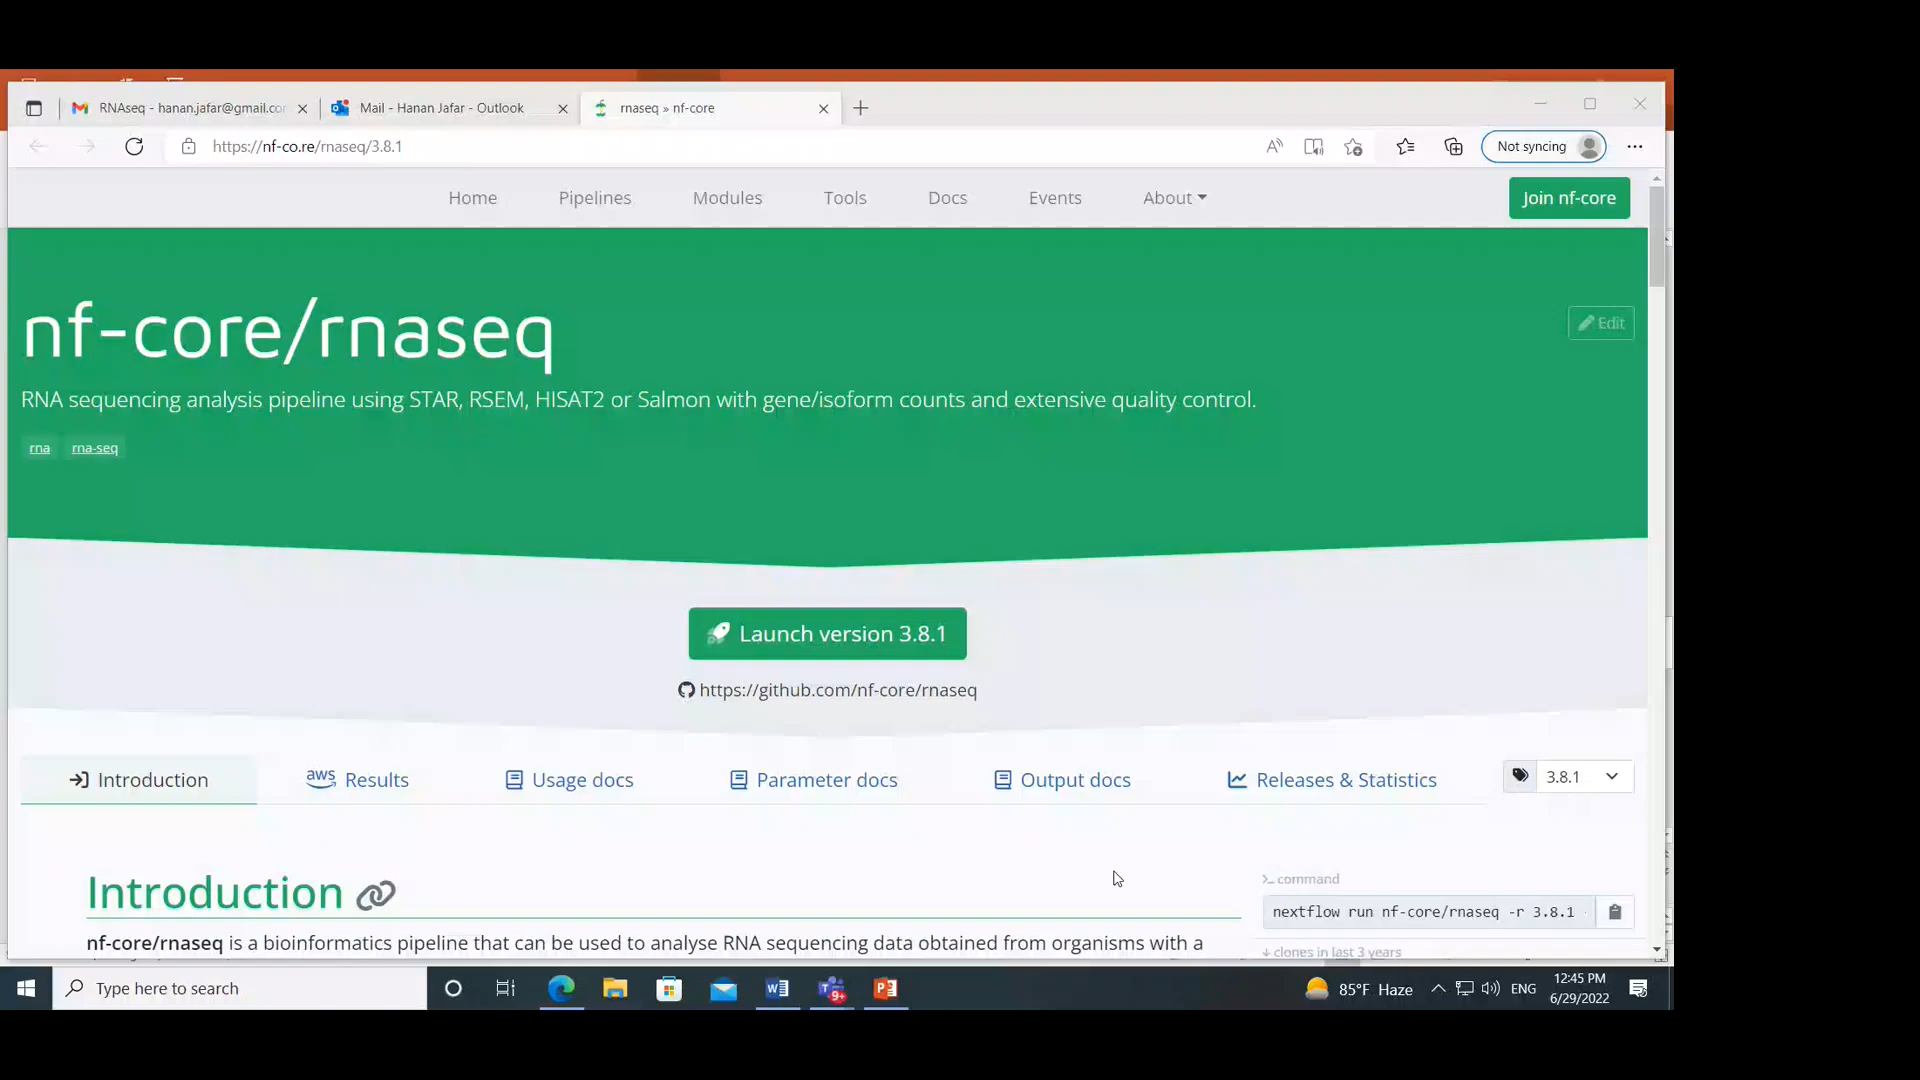 RNAseq - hanan.jafar@gmail.co
Mail - Hanan Jafar - Outlook
rnaseq » nf-core
https://nf-co.re/rnaseq/3.8.1
Not syncing
Home
Pipelines
Modules
Tools
Docs
Events
About
Join nf-core
nf-core/rnaseq
Edit
RNA sequencing analysis pipeline using STAR, RSEM, HISAT2 or Salmon with gene/isoform counts and extensive quality control.
rna
rna-seq
Launch version 3.8.1
https://github.com/nf-core/rnaseq
Introduction
aws Results
Usage docs
Parameter docs
Output docs
Releases & Statistics
3.8.1
Introduction
command
nextflow run nf-core/rnaseq -r 3.8.1
nf-core/rnaseq is a bioinformatics pipeline that can be used to analyse RNA sequencing data obtained from organisms with a
clones in last 3 years
Type here to search
9+
85°F Haze
ENG
12:45 PM
6/29/2022